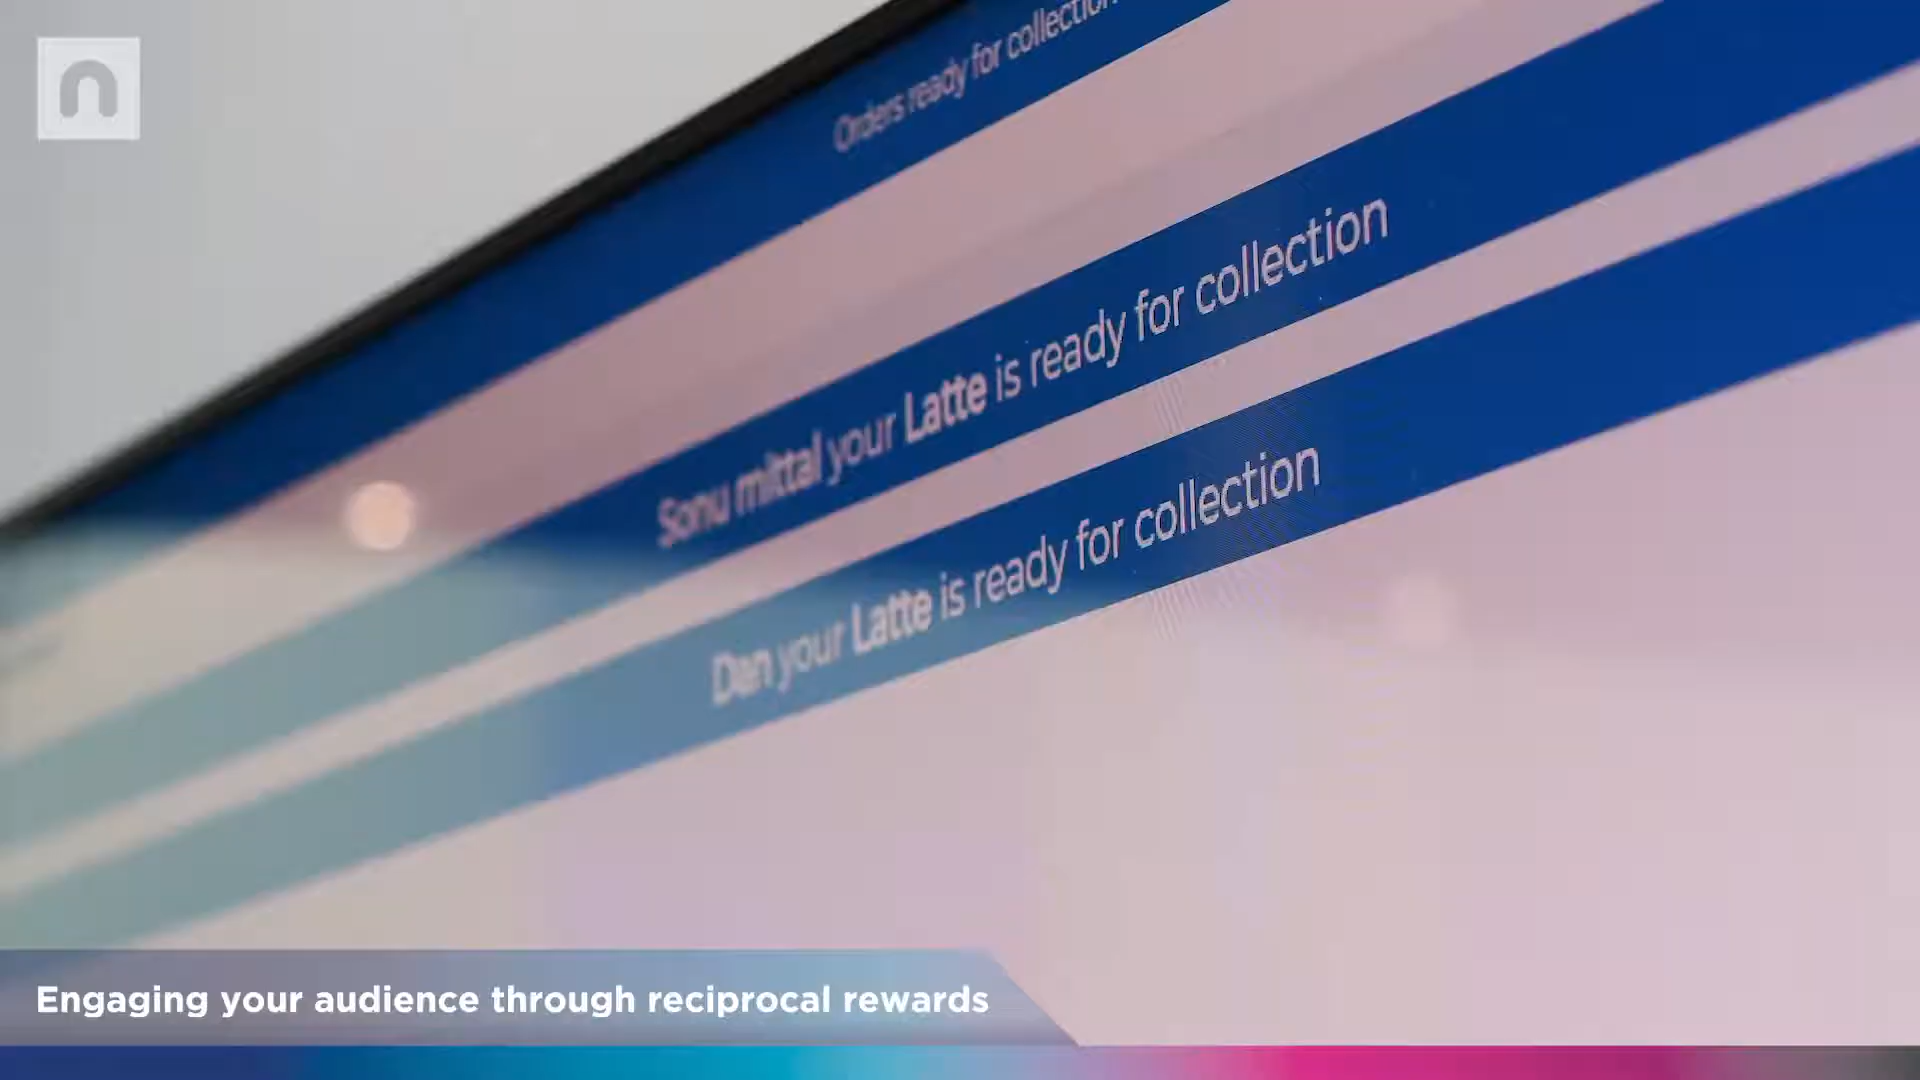 Orders ready for collection
Sonu mittal your Latte is ready for collection
Dan your Latte is ready for collection
Engaging your audience through reciprocal rewards